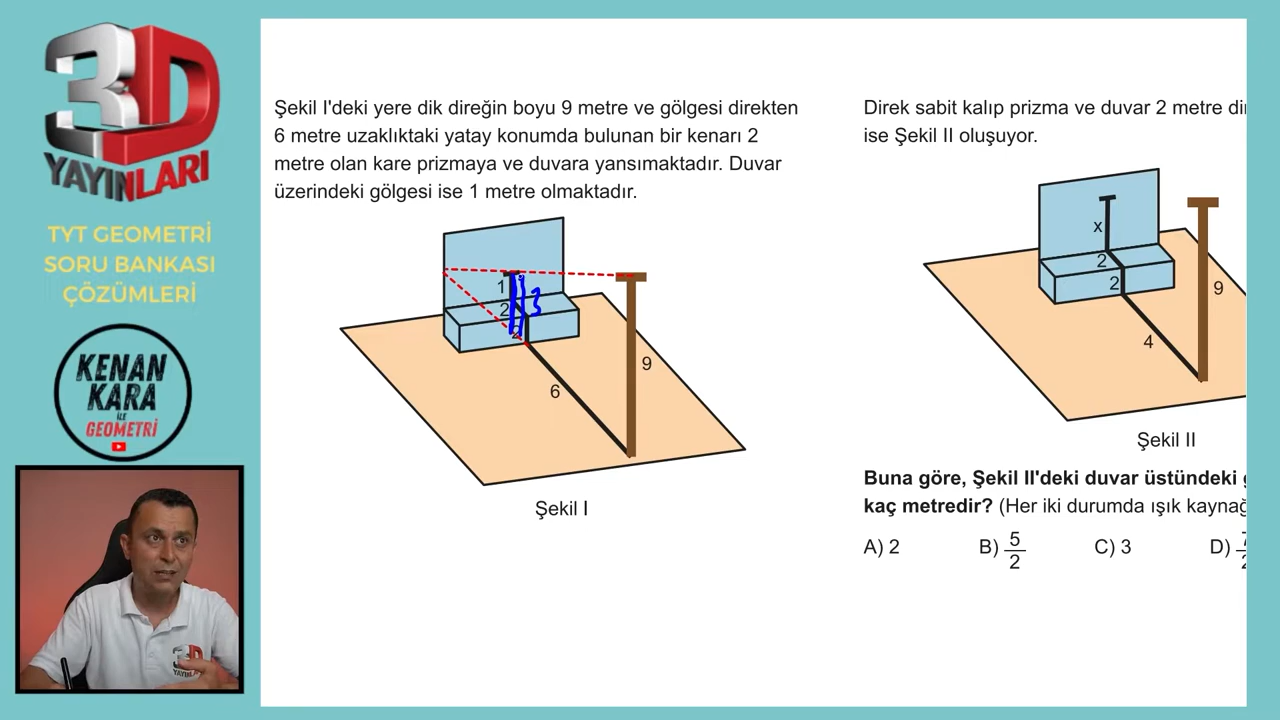 3D
YAYINLARI
TYT GEOMETRİ
SORU BANKASI
ÇÖZÜMLERİ
KENAN
KARA
İLE
GEOMETRİ
3D
YAYINLARI
Şekil I'deki yere dik direğin boyu 9 metre ve gölgesi direkten
6 metre uzaklıktaki yatay konumda bulunan bir kenarı 2
metre olan kare prizmaya ve duvara yansımaktadır. Duvar
üzerindeki gölgesi ise 1 metre olmaktadır.
1
2
3
2
9
6
Şekil I
Direk sabit kalıp prizma ve duvar 2 metre
ise Şekil II oluşuyor.
x
2
2
9
4
Şekil II
Buna göre, Şekil II'deki duvar üstündeki
kaç metredir? (Her iki durumda ışık
A) 2 B) 5/2 C) 3 D)